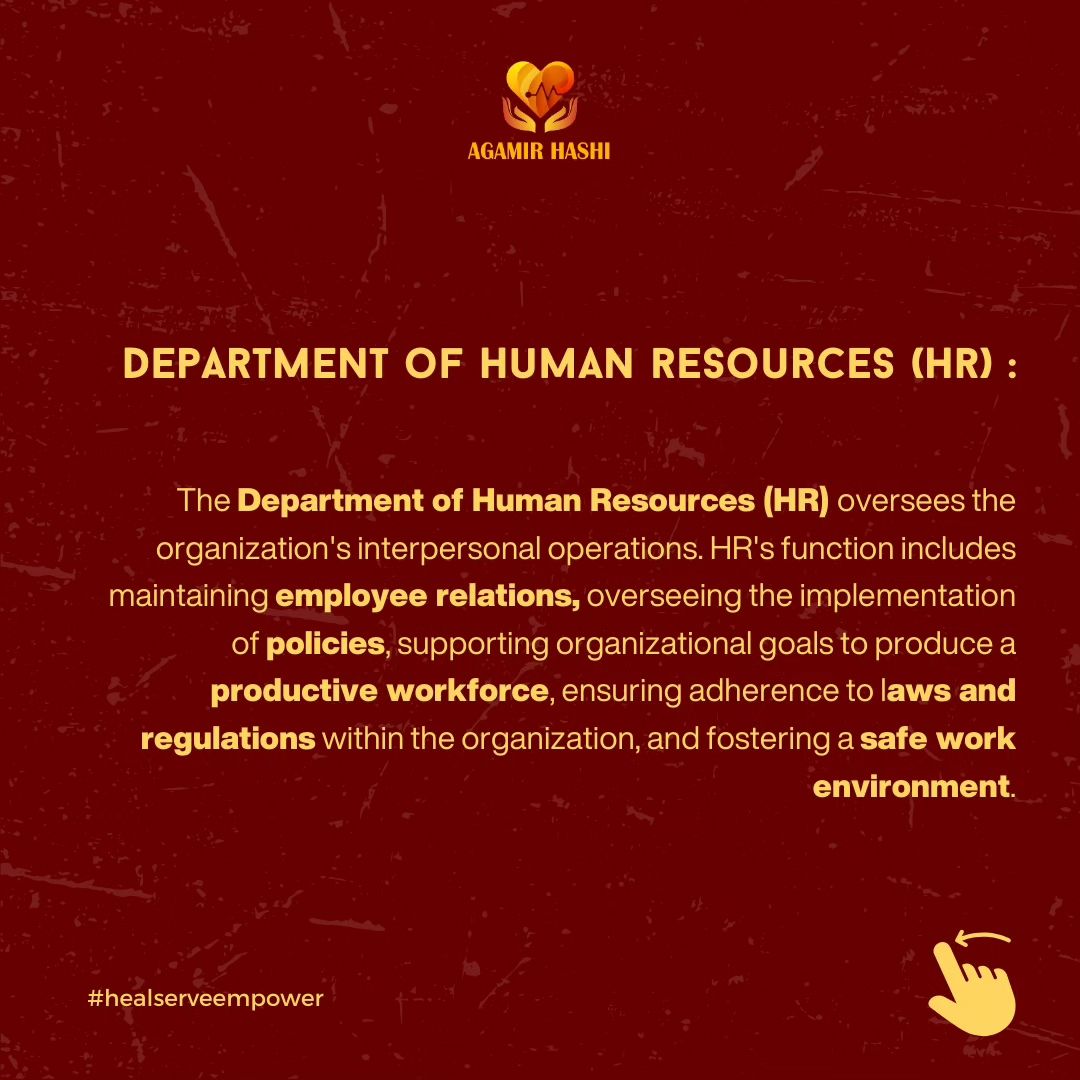 AGAMIR HASHI
DEPARTMENT OF HUMAN RESOURCES (HR) :
The Department of Human Resources (HR) oversees the
organization's interpersonal operations. HR's function includes
maintaining employee relations, overseeing the implementation
of policies, supporting organizational goals to produce a
productive workforce, ensuring adherence to laws and
regulations within the organization, and fostering a safe work
environment.
#healserveempower